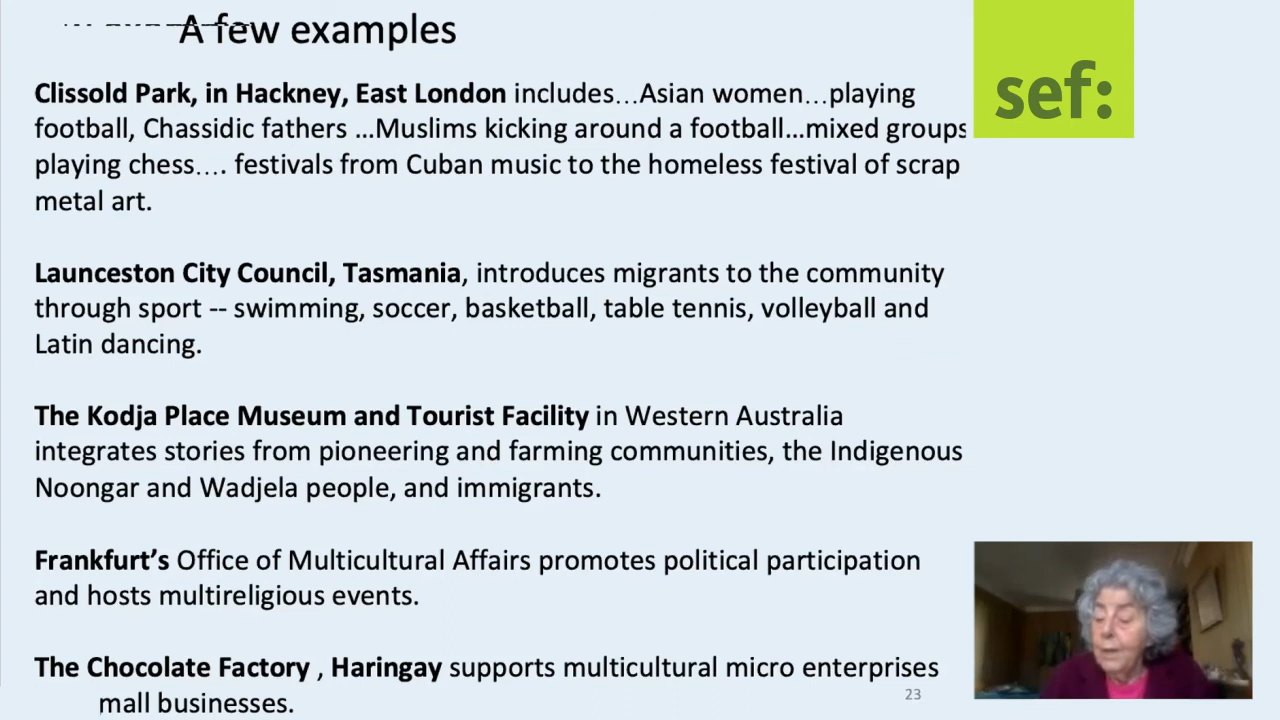 A few examples
sef:
Clissold Park, in Hackney, East London includes…Asian women…playing
football, Chassidic fathers …Muslims kicking around a football…mixed groups
playing chess…. festivals from Cuban music to the homeless festival of scrap
metal art.
Launceston City Council, Tasmania, introduces migrants to the community
through sport -- swimming, soccer, basketball, table tennis, volleyball and
Latin dancing.
The Kodja Place Museum and Tourist Facility in Western Australia
integrates stories from pioneering and farming communities, the Indigenous
Noongar and Wadjela people, and immigrants.
Frankfurt’s Office of Multicultural Affairs promotes political participation
and hosts multireligious events.
The Chocolate Factory , Haringay supports multicultural micro enterprises
mall businesses.
23